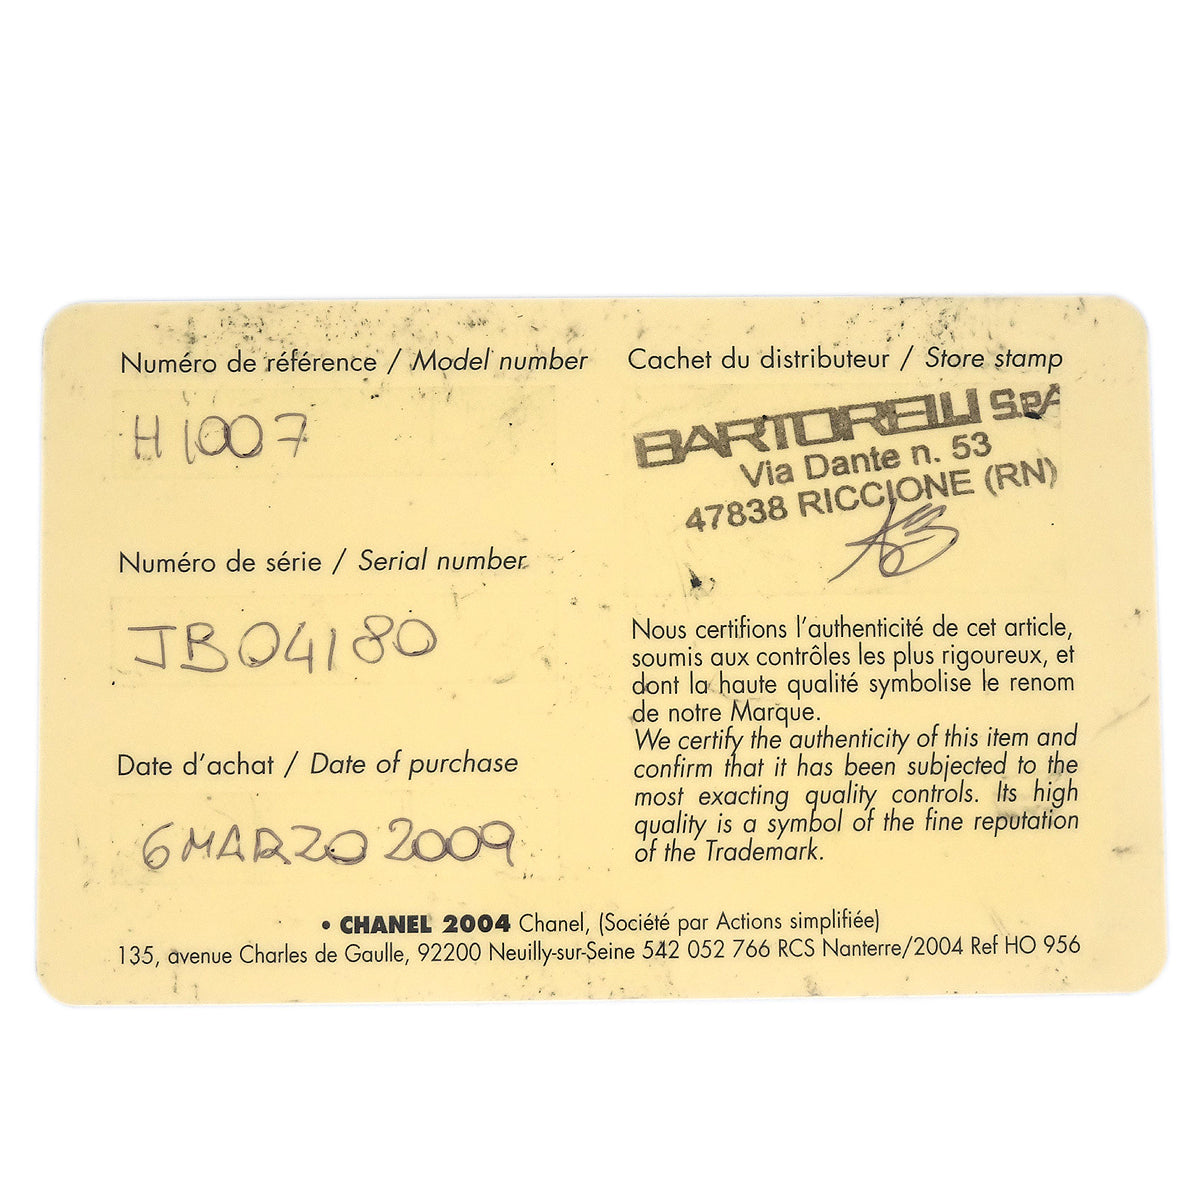 Numéro de référence / Model number
H1007
Numéro de série / Serial number
JB04180
Date d'achat / Date of purchase
6 MARZO 2009
Cachet du distributeur / Store stamp
BARTORELLI S.p.A
Via Dante n. 53
47838 RICCIONE (RN)
Nous certifions l'authenticité de cet article,
soumis aux contrôles les plus rigoureux, et
dont la haute qualité symbolise le renom
de notre Marque.
We certify the authenticity of this item and
confirm that it has been subjected to the
most exacting quality controls. Its high
quality is a symbol of the fine reputation
of the Trademark.
• CHANEL 2004 Chanel, (Société par Actions simplifiée)
135, avenue Charles de Gaulle, 92200 Neuilly-sur-Seine 542 052 766 RCS Nanterre/2004 Ref HO 956